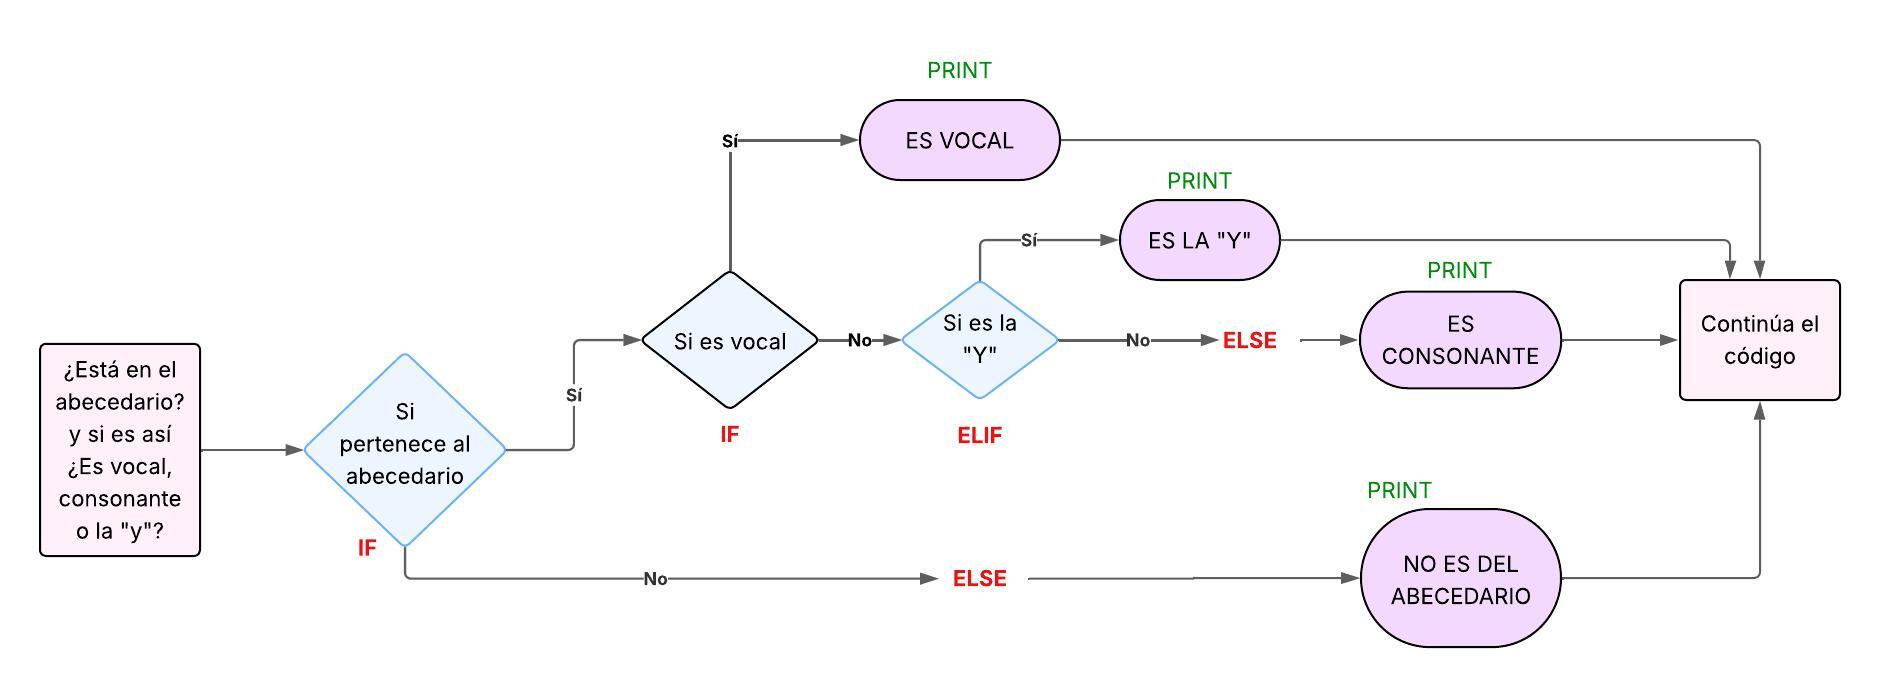 ¿Está en el
abecedario?
y si es así
¿Es vocal,
consonante
o la "y"?
Si
pertenece al
abecedario
IF
Sí
No
Si es vocal
IF
Sí
PRINT
ES VOCAL
No
Si es la
"Y"
ELIF
Sí
PRINT
ES LA "Y"
No
ELSE
PRINT
ES
CONSONANTE
ELSE
PRINT
NO ES DEL
ABECEDARIO
Continúa el
código